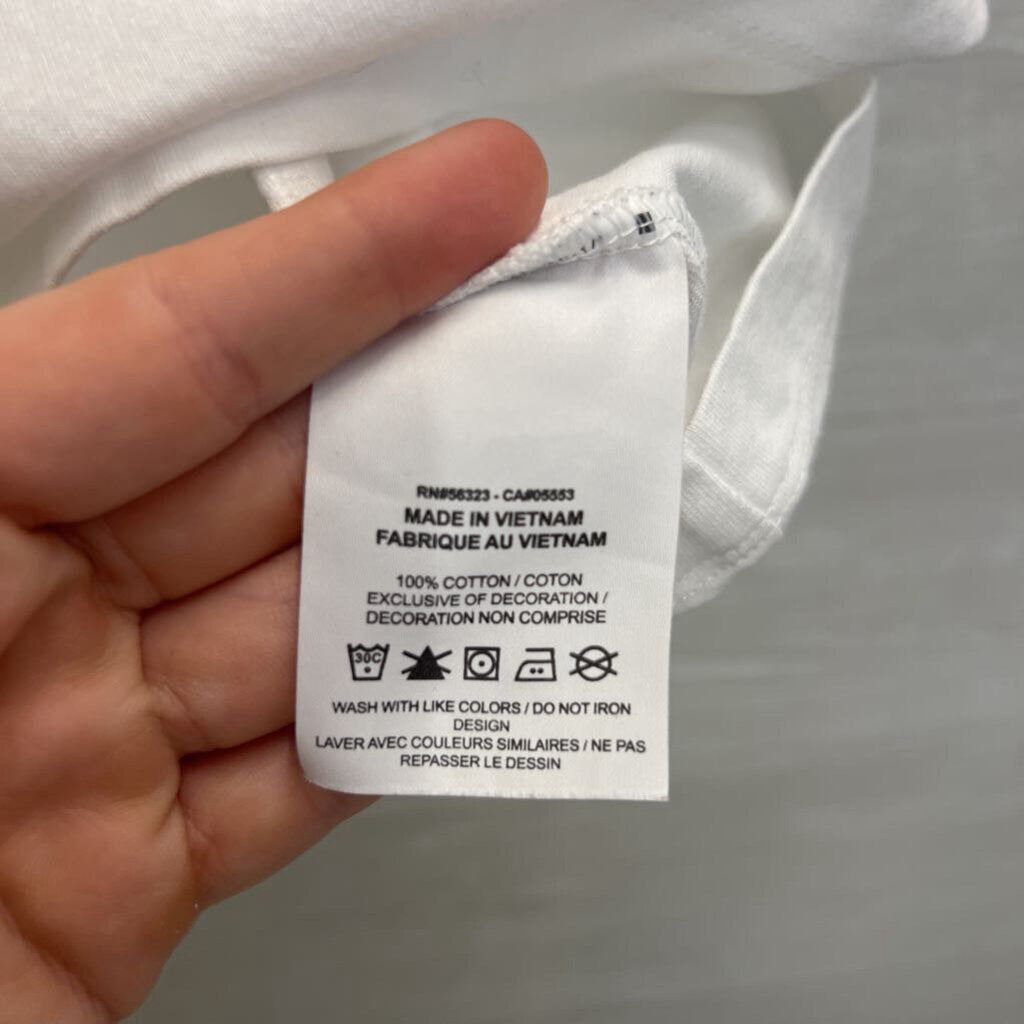 RN#56323 - CA#05553
MADE IN VIETNAM
FABRIQUE AU VIETNAM
100% COTTON / COTON
EXCLUSIVE OF DECORATION /
DECORATION NON COMPRISE
30C
WASH WITH LIKE COLORS / DO NOT IRON
DESIGN
LAVER AVEC COULEURS SIMILAIRES / NE PAS
REPASSER LE DESSIN